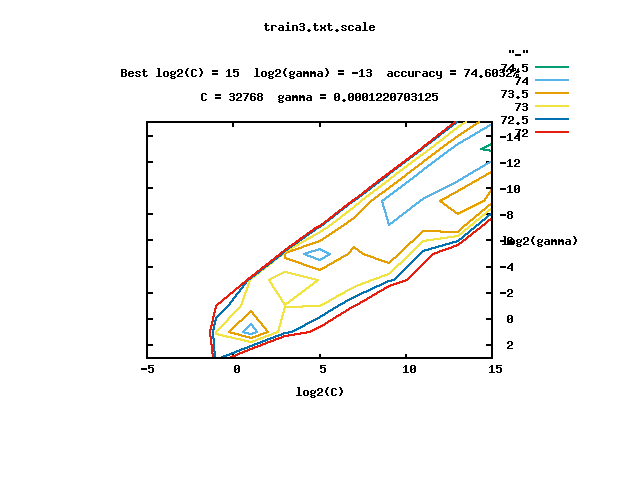 train3.txt.scale
"-"
Best log2(C) = 15 log2(gamma) = -13 accuracy = 74.6032%
C = 32768 gamma = 0.0001220703125
74.5
74
73.5
73
72.5
72
-14
-12
-10
-8
-6
-4
-2
0
2
log2(gamma)
-5 0 5 10 15
log2(C)